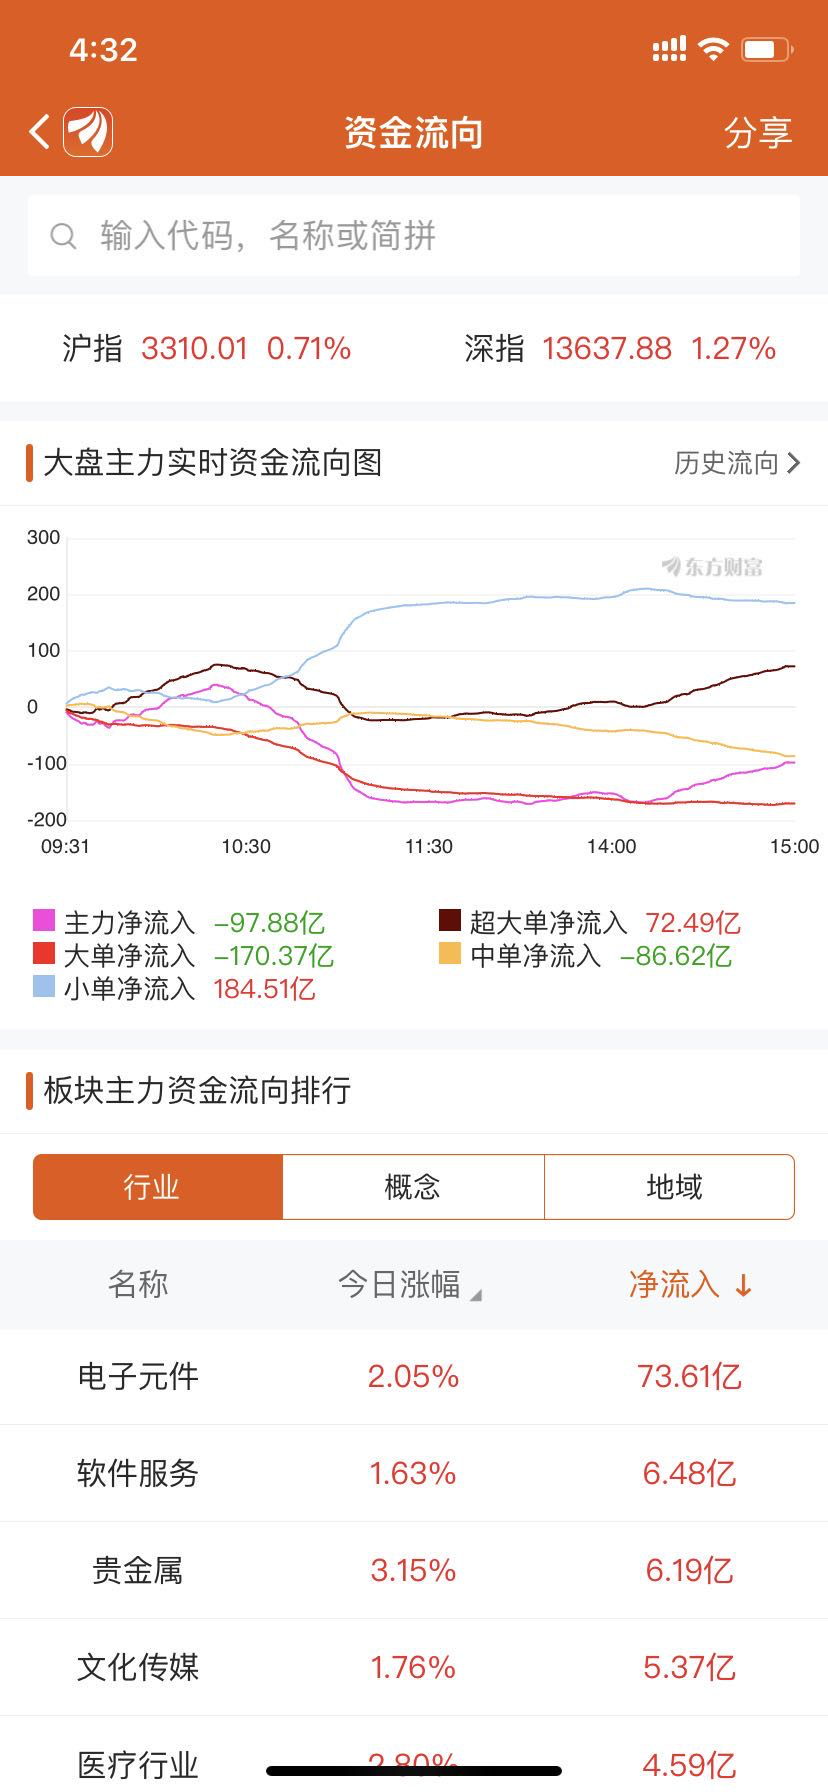 4:32
资金流向
分享
输入代码，名称或简拼
沪指 3310.01 0.71% 深指 13637.88 1.27%
大盘主力实时资金流向图 历史流向
300
东方财富
200
100
0
-100
-200
09:31 10:30 11:30 14:00 15:00
主力净流入 -97.88亿 超大单净流入 72.49亿
大单净流入 -170.37亿 中单净流入 -86.62亿
小单净流入 184.51亿
板块主力资金流向排行
行业 概念 地域
名称 今日涨幅 净流入 ↓
电子元件 2.05% 73.61亿
软件服务 1.63% 6.48亿
贵金属 3.15% 6.19亿
文化传媒 1.76% 5.37亿
医疗行业 2.80% 4.59亿